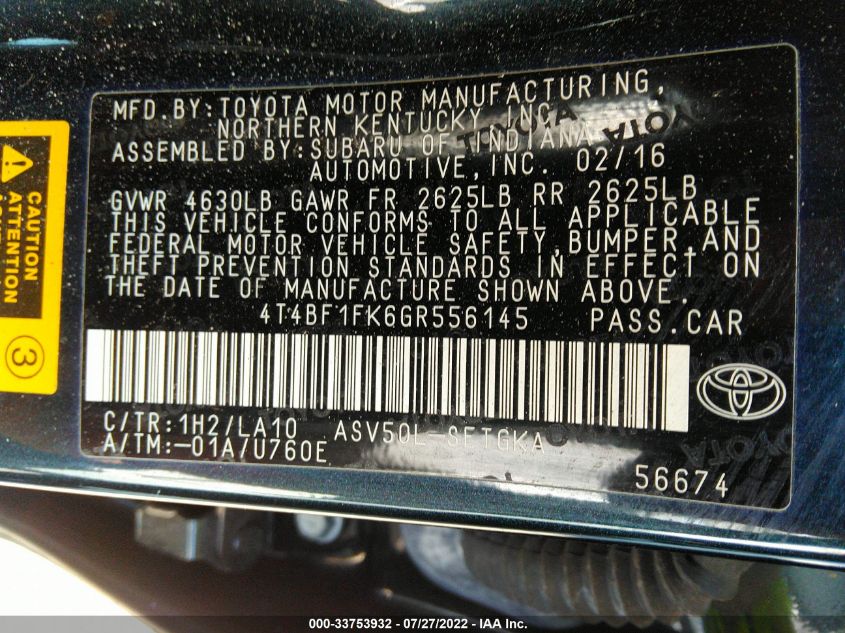 MFD.BY:TOYOTA MOTOR MANUFACTURING,
NORTHERN KENTUCKY, INC.
ASSEMBLED BY:SUBARU OF INDIANA
AUTOMOTIVE,INC. 02/16
GVWR 4630LB GAWR FR 2625LB RR 2625LB
THIS VEHICLE CONFORMS TO ALL APPLICABLE
FEDERAL MOTOR VEHICLE SAFETY,BUMPER,AND
THEFT PREVENTION STANDARDS IN EFFECT ON
THE DATE OF MANUFACTURE SHOWN ABOVE.
4T4BF1FK6GR556145 PASS.CAR
C/TR:1H2/LA10 ASV50L-SETGKA
A/TM:-01A/U760E
56674
CAUTION
ATTENTION
3
TOYOTA
TOYOTA
000-33753932 - 07/27/2022 - IAA Inc.